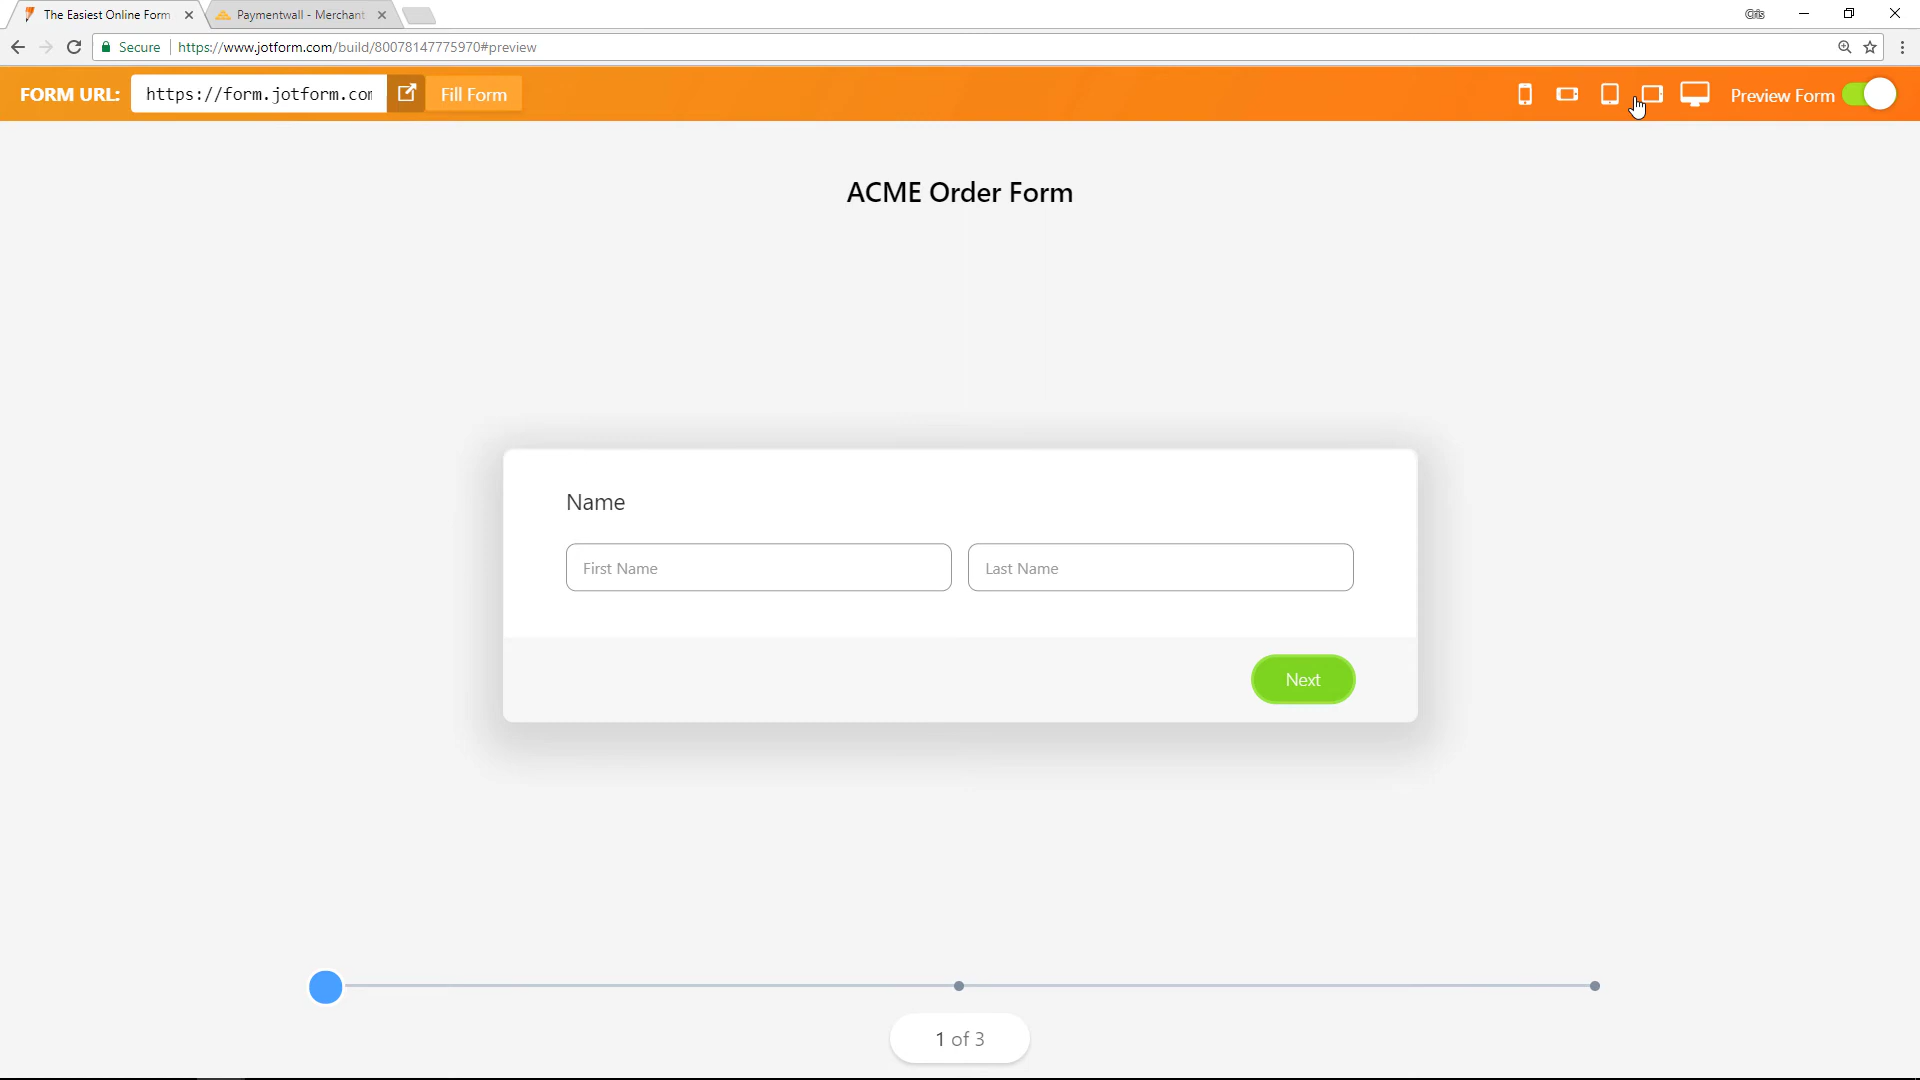 The Easiest Online Form
Paymentwall - Merchant
Cris
Secure
https://www.jotform.com/build/80078147775970#preview
FORM URL:
https://form.jotform.com
Fill Form
Preview Form
ACME Order Form
Name
First Name
Last Name
Next
1 of 3